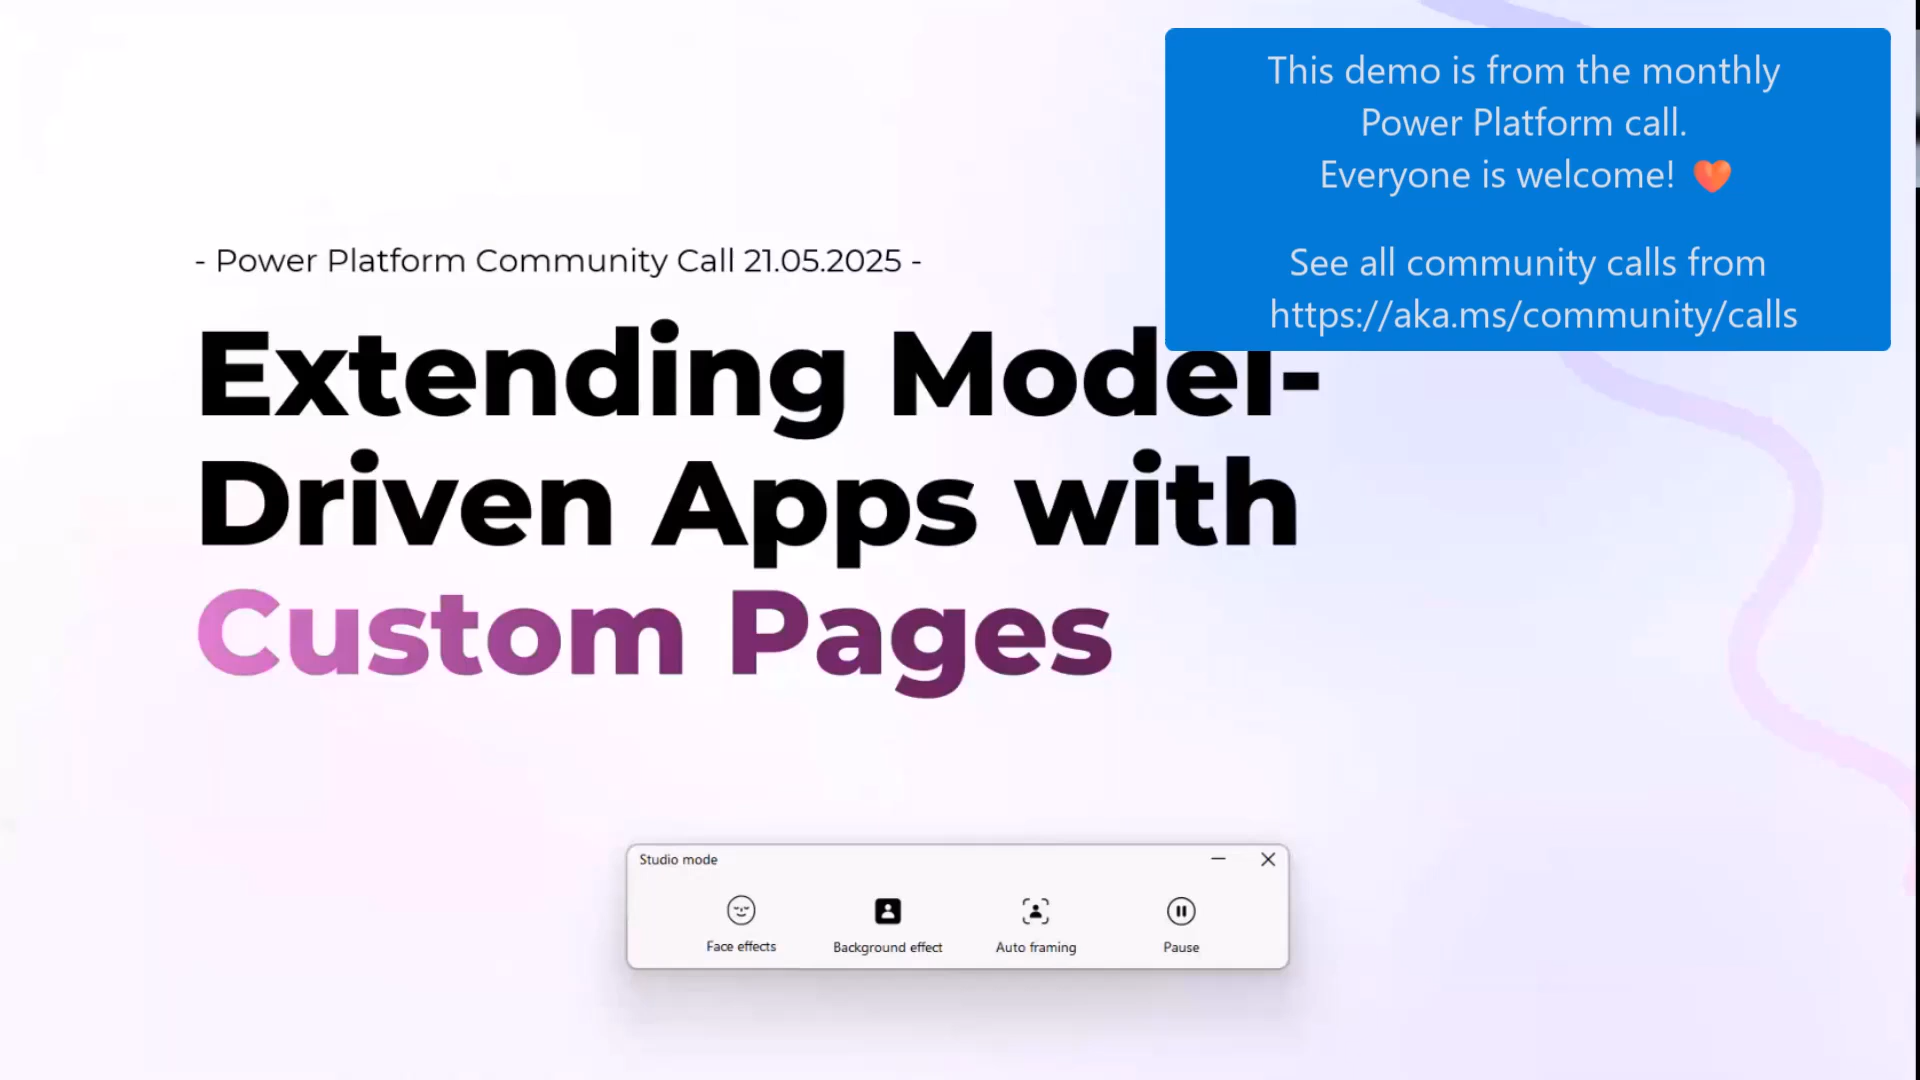 This demo is from the monthly
Power Platform call.
Everyone is welcome!
See all community calls from
https://aka.ms/community/calls
- Power Platform Community Call 21.05.2025 -
Extending Model-
Driven Apps with
Custom Pages
Studio mode
Face effects
Background effect
Auto framing
Pause